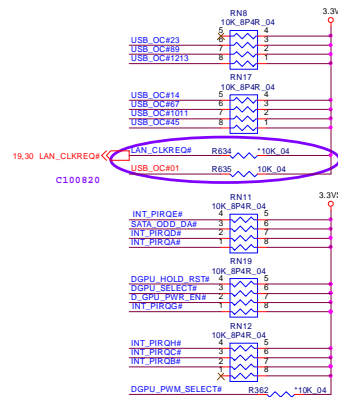 RN8
10K_8P4R_04
3.3V
5 4
USB_OC#23 6 3
USB_OC#89 7 2
USB_OC#1213 8 1
RN17
10K_8P4R_04
USB_OC#14 5 4
USB_OC#67 6 3
USB_OC#1011 7 2
USB_OC#45 8 1
19,30 LAN_CLKREQ# LAN_CLKREQ# R634 *10K_04
USB_OC#01 R635 10K_04
C100820
RN11
10K_8P4R_04
3.3VS
INT_PIRQE# 4 5
SATA_ODD_DA# 3 6
INT_PIRQD# 2 7
INT_PIRQA# 1 8
RN19
10K_8P4R_04
DGPU_HOLD_RST# 4 5
DGPU_SELECT# 3 6
D_GPU_PWR_EN# 2 7
INT_PIRQG# 1 8
RN12
10K_8P4R_04
INT_PIRQH# 4 5
INT_PIRQC# 3 6
INT_PIRQB# 2 7
1 8
DGPU_PWM_SELECT# R362 *10K_04